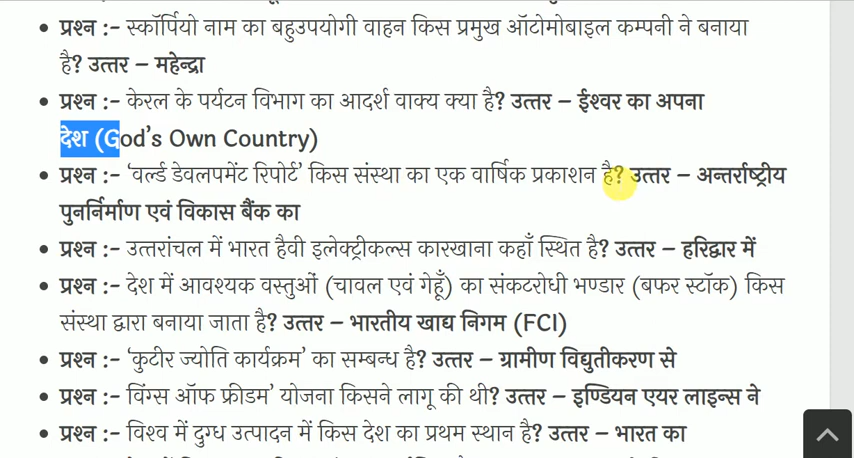 प्रश्न :- स्कॉर्पियो नाम का बहुउपयोगी वाहन किस प्रमुख ऑटोमोबाइल कम्पनी ने बनाया
है? उत्तर – महेन्द्रा
प्रश्न :- केरल के पर्यटन विभाग का आदर्श वाक्य क्या है? उत्तर – ईश्वर का अपना
देश (God's Own Country)
प्रश्न :- 'वर्ल्ड डेवलपमेंट रिपोर्ट' किस संस्था का एक वार्षिक प्रकाशन है? उत्तर – अन्तर्राष्ट्रीय
पुनर्निर्माण एवं विकास बैंक का
प्रश्न :- उत्तरांचल में भारत हैवी इलेक्ट्रीकल्स कारखाना कहाँ स्थित है? उत्तर – हरिद्वार में
प्रश्न :- देश में आवश्यक वस्तुओं (चावल एवं गेहूँ) का संकटरोधी भण्डार (बफर स्टॉक) किस
संस्था द्वारा बनाया जाता है? उत्तर – भारतीय खाद्य निगम (FCI)
प्रश्न :- 'कुटीर ज्योति कार्यक्रम' का सम्बन्ध है? उत्तर – ग्रामीण विद्युतीकरण से
प्रश्न :- विंग्स ऑफ फ्रीडम' योजना किसने लागू की थी? उत्तर – इण्डियन एयर लाइन्स ने
प्रश्न :- विश्व में दुग्ध उत्पादन में किस देश का प्रथम स्थान है? उत्तर – भारत का